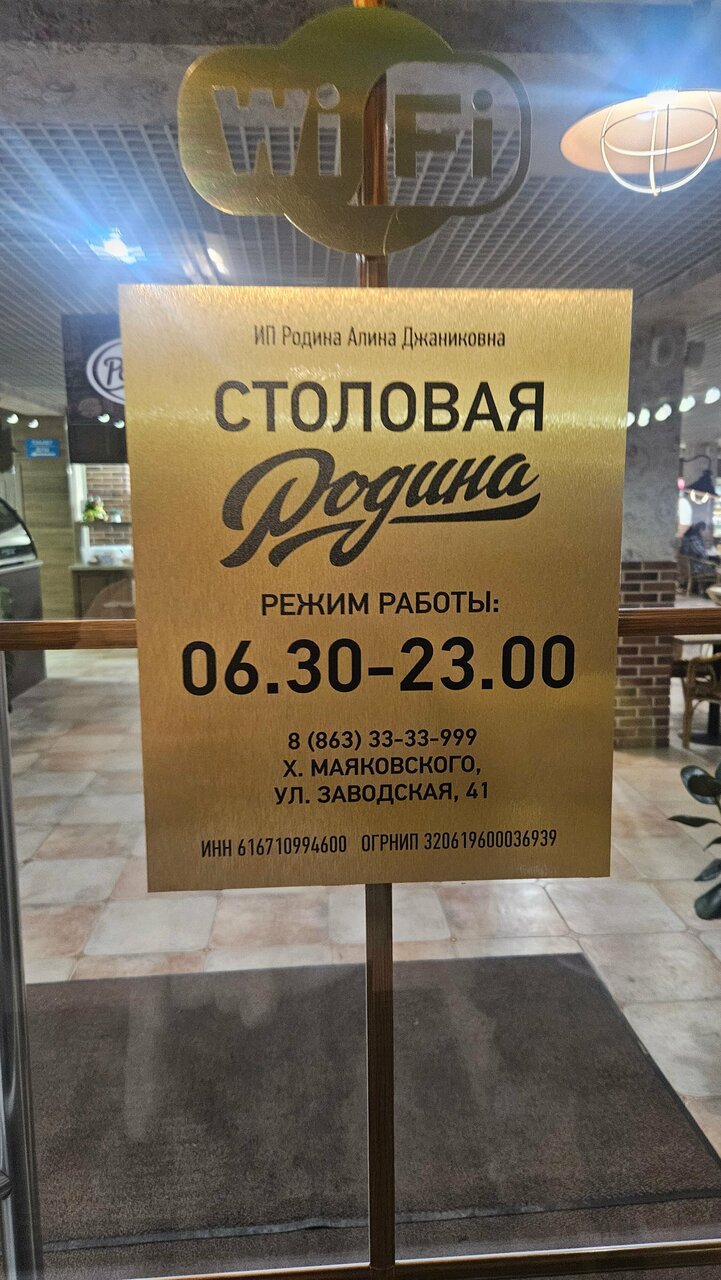 WiFi
ИП Родина Алина Джаниковна
СТОЛОВАЯ
Родина
РЕЖИМ РАБОТЫ:
06.30-23.00
8 (863) 33-33-999
Х. МАЯКОВСКОГО,
УЛ. ЗАВОДСКАЯ, 41
ИНН 616710994600 ОГРНИП 320619600036939